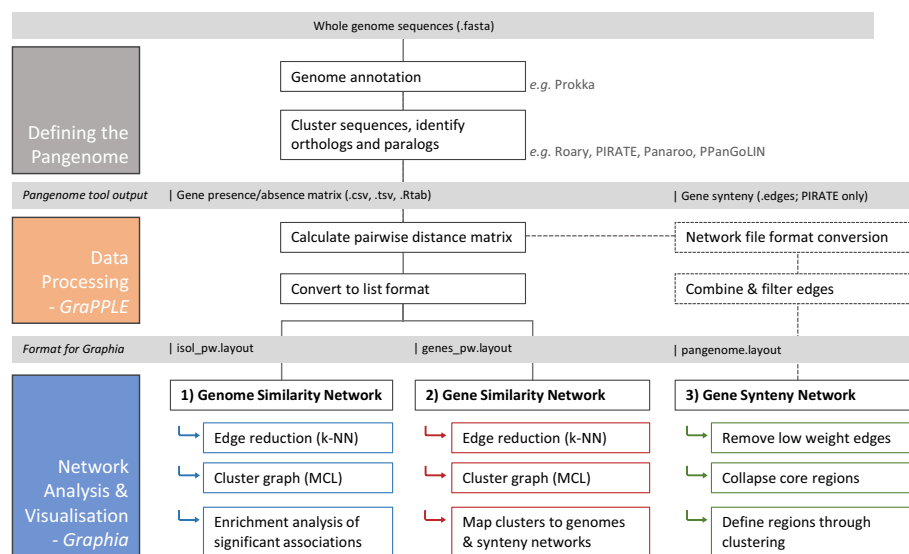 Whole genome sequences (.fasta)
Defining the
Pangenome
Genome annotation
e.g. Prokka
Cluster sequences, identify
orthologs and paralogs
e.g. Roary, PIRATE, Panaroo, PPanGoLIN
Pangenome tool output
| Gene presence/absence matrix (.csv, .tsv, .Rtab)
| Gene synteny (.edges; PIRATE only)
Data
Processing
- GraPPLE
Calculate pairwise distance matrix
Network file format conversion
Convert to list format
Combine & filter edges
Format for Graphia
| isol_pw.layout
| genes_pw.layout
| pangenome.layout
Network
Analysis &
Visualisation
- Graphia
1) Genome Similarity Network
Edge reduction (k-NN)
Cluster graph (MCL)
Enrichment analysis of
significant associations
2) Gene Similarity Network
Edge reduction (k-NN)
Cluster graph (MCL)
Map clusters to genomes
& synteny networks
3) Gene Synteny Network
Remove low weight edges
Collapse core regions
Define regions through
clustering